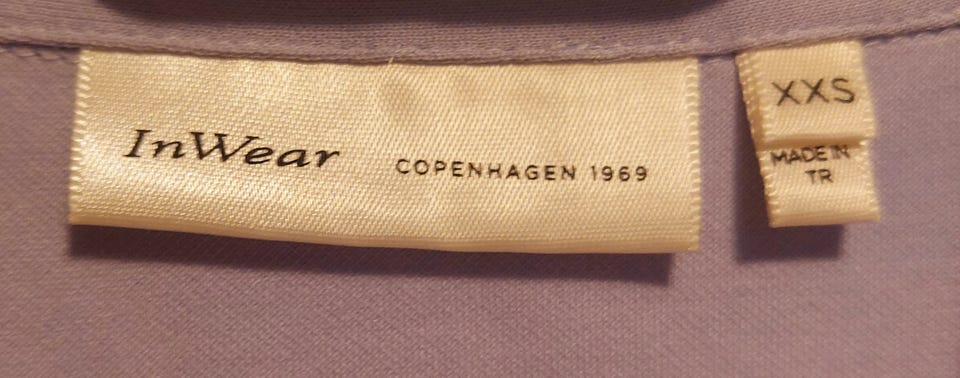 InWear COPENHAGEN 1969
XXS
MADE IN
TR